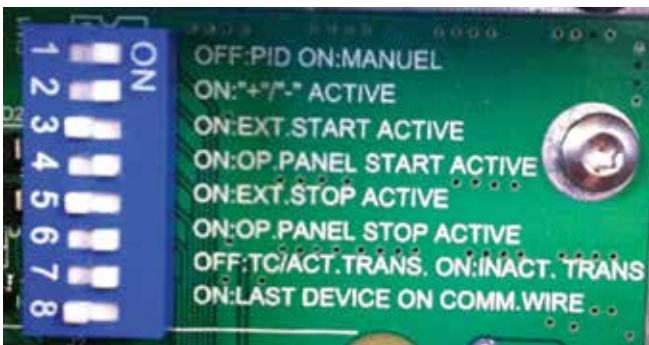 ON
1 OFF:PID ON:MANUEL
2 ON:"+"/"-" ACTIVE
3 ON:EXT.START ACTIVE
4 ON:OP.PANEL START ACTIVE
5 ON:EXT.STOP ACTIVE
6 ON:OP.PANEL STOP ACTIVE
7 OFF:TC/ACT.TRANS. ON:INACT. TRANS
8 ON:LAST DEVICE ON COMM.WIRE